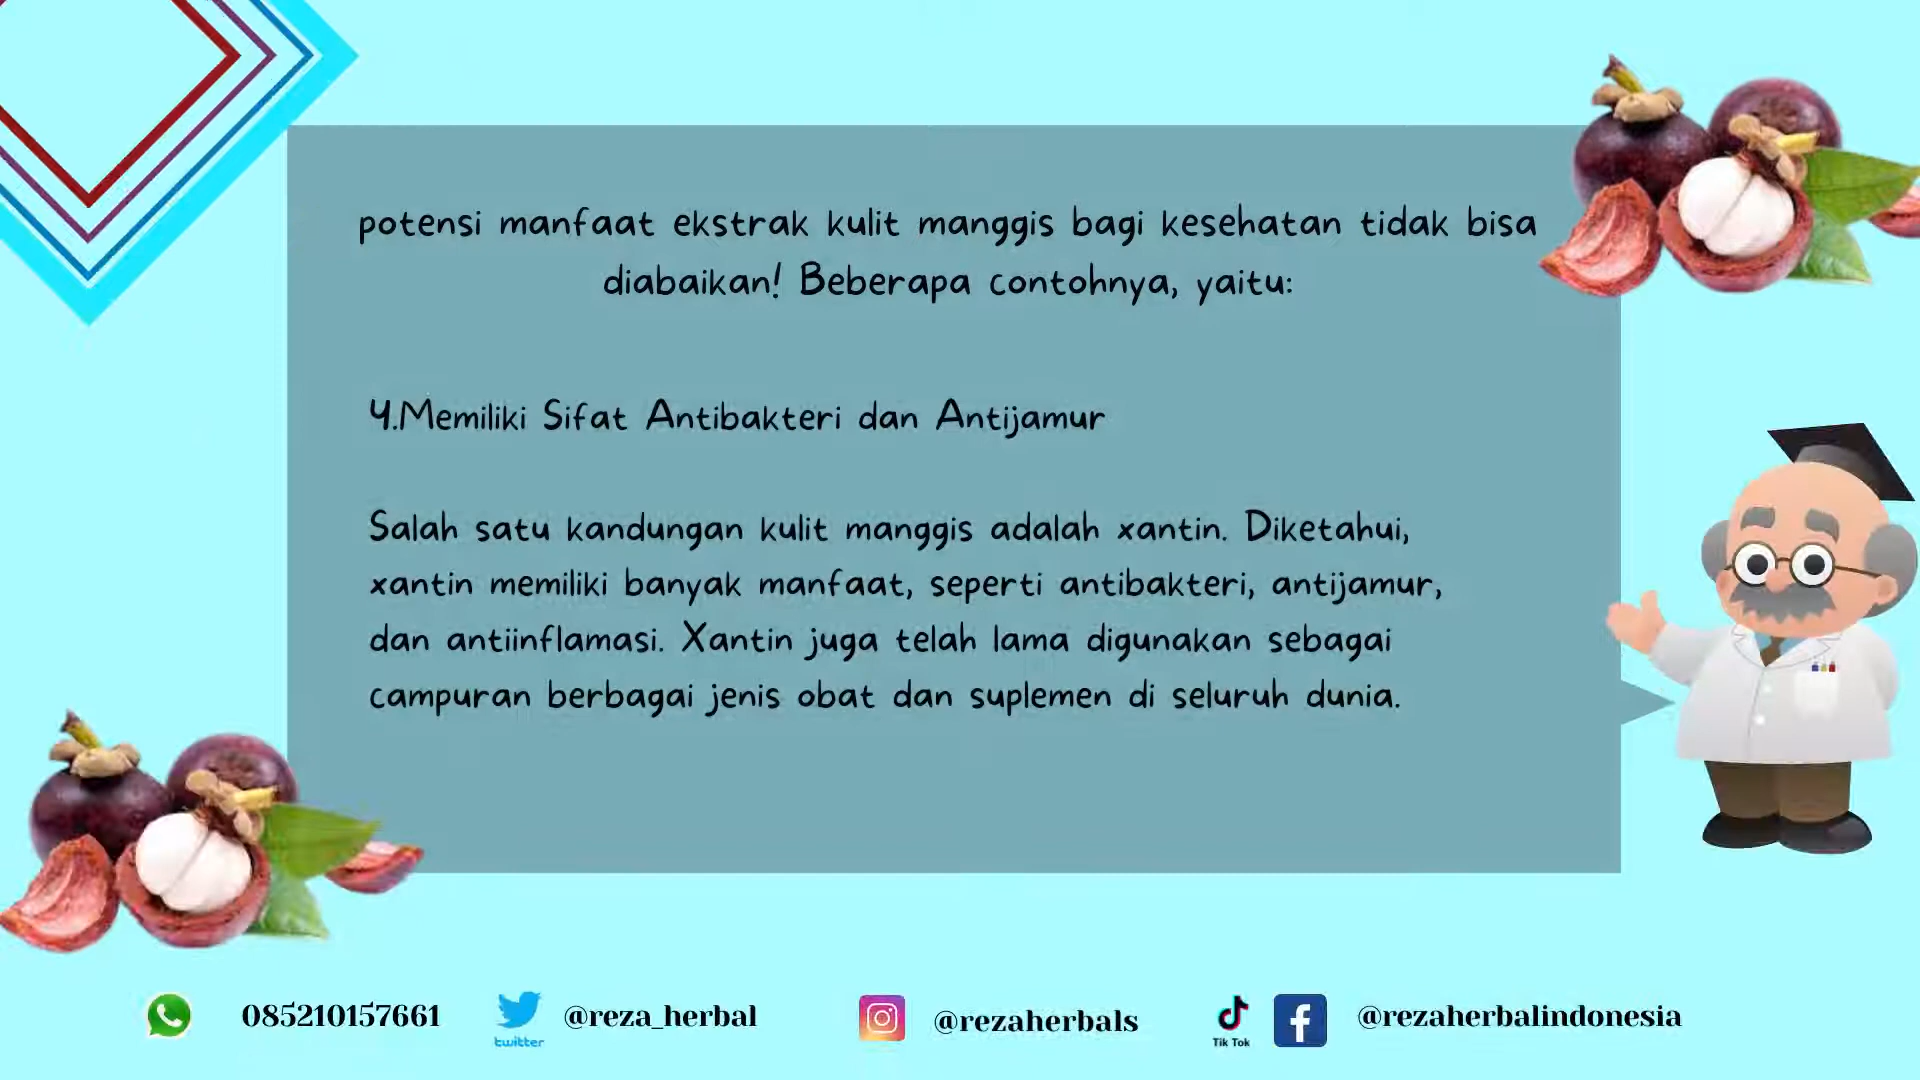 potensi manfaat ekstrak kulit manggis bagi kesehatan tidak bisa
diabaikan! Beberapa contohnya, yaitu:
4.Memiliki Sifat Antibakteri dan Antijamur
Salah satu kandungan kulit manggis adalah xantin. Diketahui,
xantin memiliki banyak manfaat, seperti antibakteri, antijamur,
dan antiinflamasi. Xantin juga telah lama digunakan sebagai
campuran berbagai jenis obat dan suplemen di seluruh dunia.
085210157661
@reza_herbal
twitter
@rezaherbals
Tik Tok
@rezaherbalindonesia